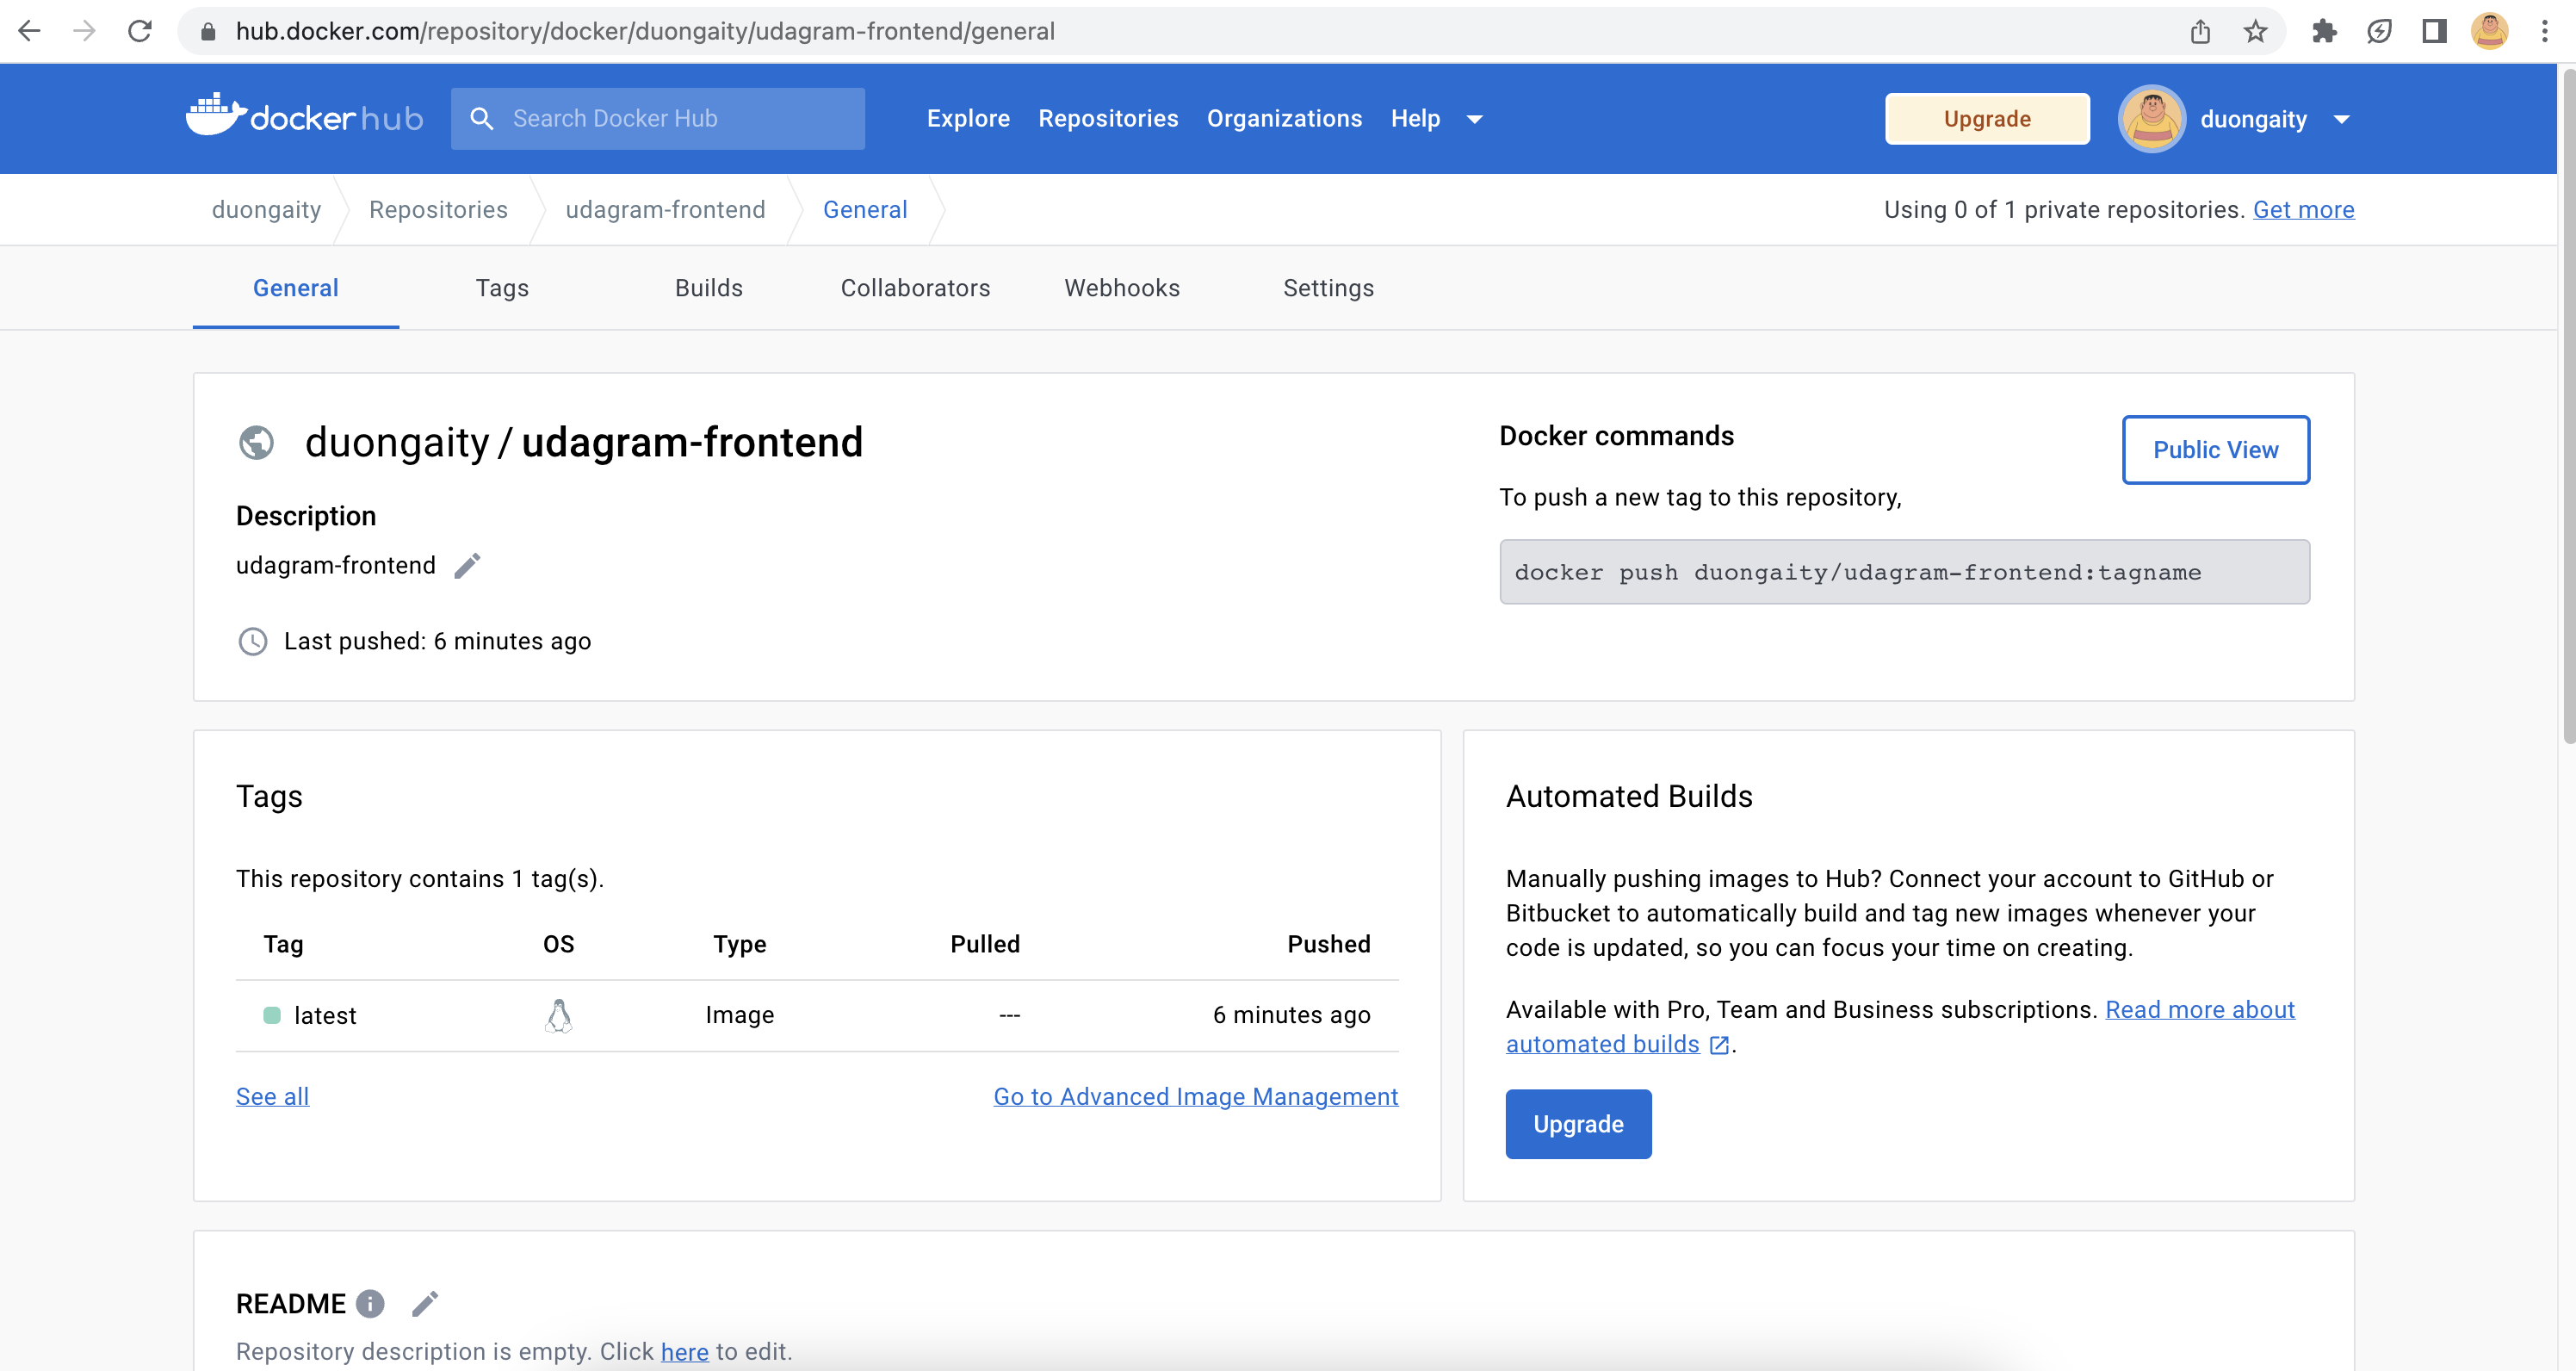 hub.docker.com/repository/docker/duongaity/udagram-frontend/general
dockerhub
Search Docker Hub
Explore
Repositories
Organizations
Help
Upgrade
duongaity
duongaity
Repositories
udagram-frontend
General
Using 0 of 1 private repositories. Get more
General
Tags
Builds
Collaborators
Webhooks
Settings
duongaity / udagram-frontend
Description
udagram-frontend
Last pushed: 6 minutes ago
Docker commands
Public View
To push a new tag to this repository,
docker push duongaity/udagram-frontend:tagname
Tags
This repository contains 1 tag(s).
Tag OS Type Pulled Pushed
latest Image --- 6 minutes ago
See all
Go to Advanced Image Management
Automated Builds
Manually pushing images to Hub? Connect your account to GitHub or
Bitbucket to automatically build and tag new images whenever your
code is updated, so you can focus your time on creating.
Available with Pro, Team and Business subscriptions. Read more about
automated builds .
Upgrade
README
Repository description is empty. Click here to edit.